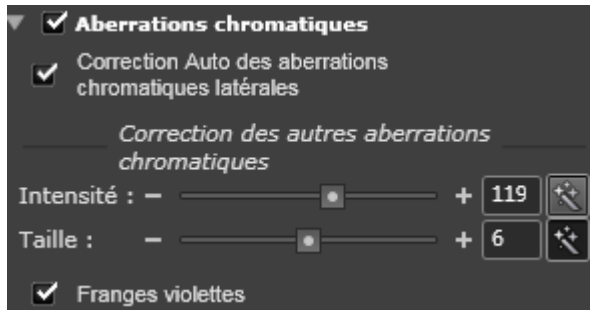 Aberrations chromatiques
Correction Auto des aberrations
chromatiques latérales
Correction des autres aberrations
chromatiques
Intensité : − + 119
Taille : − + 6
Franges violettes